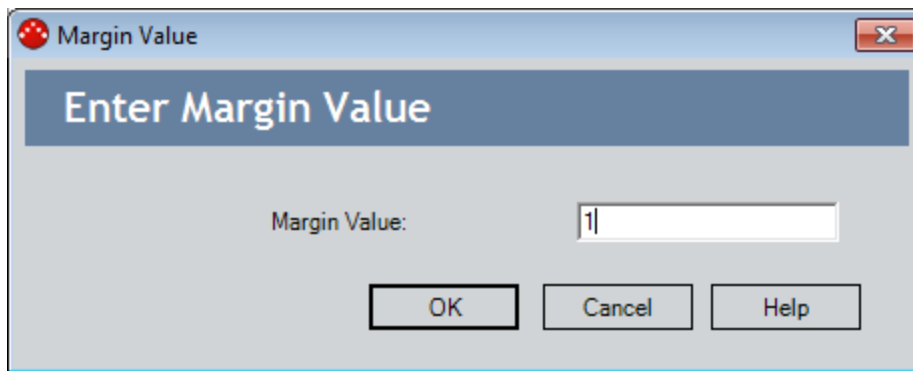 Margin Value
Enter Margin Value
Margin Value: 1
OK Cancel Help